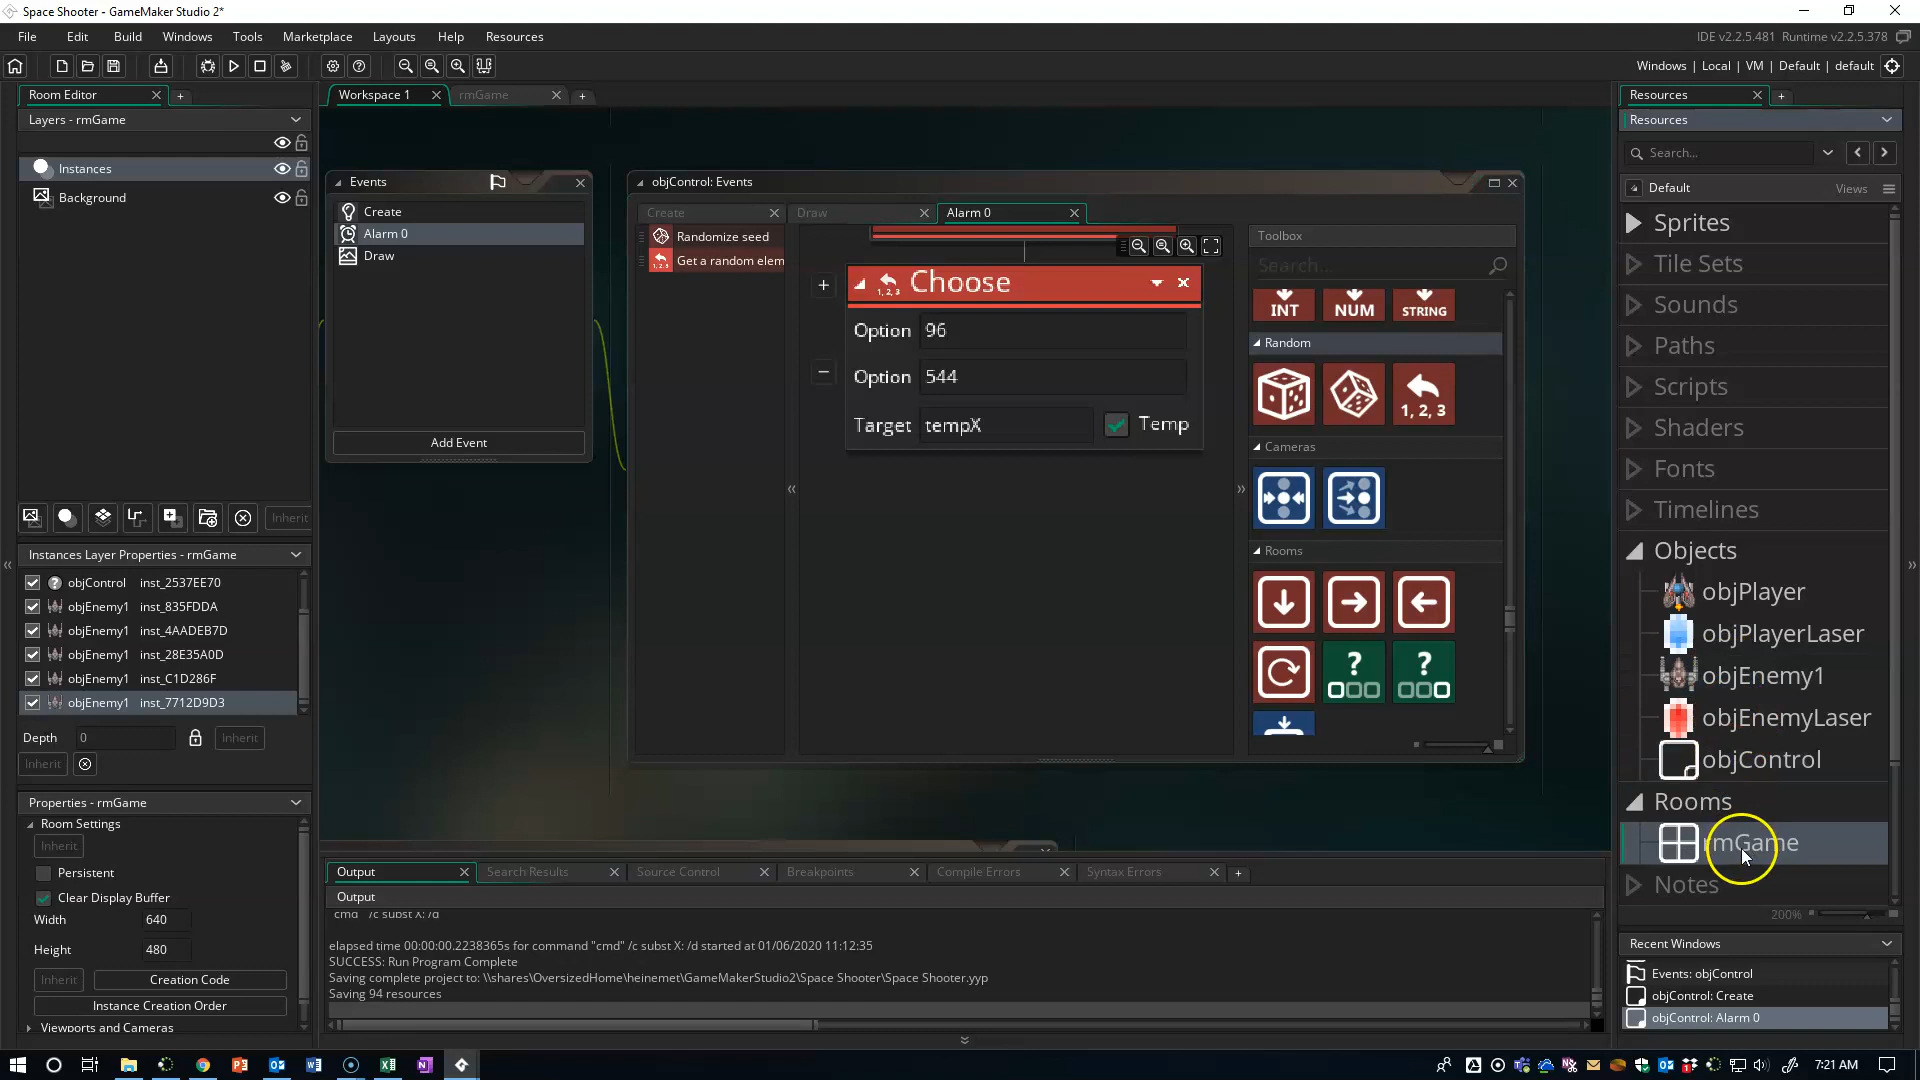 Space Shooter - GameMaker Studio 2*
File Edit Build Windows Tools Marketplace Layouts Help Resources
IDE v2.2.5.481 Runtime v2.2.5.378
Windows | Local | VM | Default | default
Room Editor
Layers - rmGame
Instances
Background
Inherit
Instances Layer Properties - rmGame
objControl inst_2537EE70
objEnemy1 inst_835FDDA
objEnemy1 inst_4AADEB7D
objEnemy1 inst_28E35A0D
objEnemy1 inst_C1D286F
objEnemy1 inst_7712D9D3
Depth 0 Inherit
Inherit
Properties - rmGame
Room Settings
Inherit
Persistent
Clear Display Buffer
Width 640
Height 480
Inherit Creation Code
Instance Creation Order
Viewports and Cameras
Workspace 1 rmGame
Events
Create
Alarm 0
Draw
Add Event
objControl: Events
Create Draw Alarm 0
Randomize seed
Get a random elem
1, 2, 3
Choose
1, 2, 3
Option 96
Option 544
Target tempX Temp
Toolbox
Search...
INT NUM STRING
Random
1, 2, 3
Cameras
Rooms
? ?
Output Search Results Source Control Breakpoints Compile Errors Syntax Errors
Output
cmd /c subst X: /d
elapsed time 00:00:00.2238365s for command "cmd" /c subst X: /d started at 01/06/2020 11:12:35
SUCCESS: Run Program Complete
Saving complete project to: \\shares\OversizedHome\heinemet\GameMakerStudio2\Space Shooter\Space Shooter.yyp
Saving 94 resources
Resources
Resources
Search...
Default Views
Sprites
Tile Sets
Sounds
Paths
Scripts
Shaders
Fonts
Timelines
Objects
objPlayer
objPlayerLaser
objEnemy1
objEnemyLaser
objControl
Rooms
rmGame
Notes
200%
Recent Windows
Events: objControl
objControl: Create
objControl: Alarm 0
7:21 AM